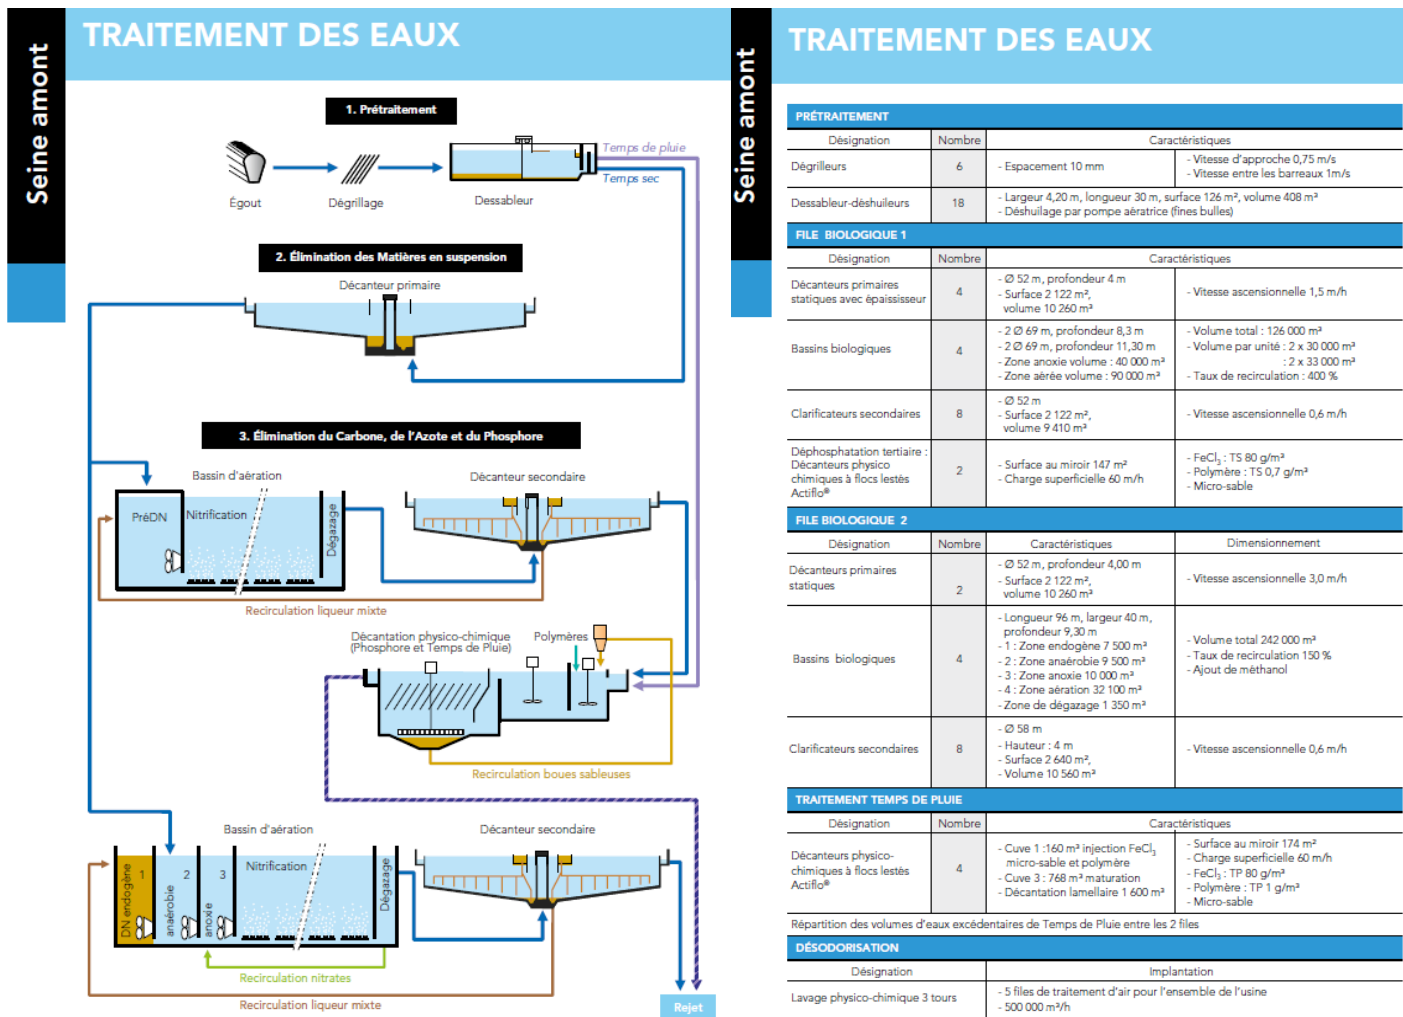 Seine amont
TRAITEMENT DES EAUX
1. Prétraitement
Temps de pluie
Temps sec
Égout
Dégrillage
Dessableur
2. Élimination des Matières en suspension
Décanteur primaire
3. Élimination du Carbone, de l'Azote et du Phosphore
Bassin d'aération
Décanteur secondaire
PréDN
Nitrification
Dégazage
Recirculation liqueur mixte
Décantation physico-chimique
(Phosphore et Temps de Pluie)
Polymères
Recirculation boues sableuses
Bassin d'aération
Décanteur secondaire
DN endogène
1
anaérobie
2
anoxie
3
Nitrification
Dégazage
Recirculation nitrates
Recirculation liqueur mixte
Rejet
Seine amont
TRAITEMENT DES EAUX
PRÉTRAITEMENT
Désignation Nombre Caractéristiques
Dégrilleurs 6 - Espacement 10 mm - Vitesse d'approche 0,75 m/s
- Vitesse entre les barreaux 1m/s
Dessableur-déshuileurs 18 - Largeur 4,20 m, longueur 30 m, surface 126 m², volume 408 m³
- Déshuilage par pompe aératrice (fines bulles)
FILE BIOLOGIQUE 1
Désignation Nombre Caractéristiques
Décanteurs primaires
statiques avec épaississeur
4
- Ø 52 m, profondeur 4 m
- Surface 2 122 m²,
volume 10 260 m³
- Vitesse ascensionnelle 1,5 m/h
Bassins biologiques
4
- 2 Ø 69 m, profondeur 8,3 m
- 2 Ø 69 m, profondeur 11,30 m
- Zone anoxie volume : 40 000 m³
- Zone aérée volume : 90 000 m³
- Volume total : 126 000 m³
- Volume par unité : 2 x 30 000 m³
: 2 x 33 000 m³
- Taux de recirculation : 400 %
Clarificateurs secondaires
8
- Ø 52 m
- Surface 2 122 m²,
volume 9 410 m³
- Vitesse ascensionnelle 0,6 m/h
Déphosphatation tertiaire :
Décanteurs physico
chimiques à flocs lestés
Actiflo®
2
- Surface au miroir 147 m²
- Charge superficielle 60 m/h
- FeCl₃ : TS 80 g/m³
- Polymère : TS 0,7 g/m³
- Micro-sable
FILE BIOLOGIQUE 2
Désignation Nombre Caractéristiques Dimensionnement
Décanteurs primaires
statiques
2
- Ø 52 m, profondeur 4,00 m
- Surface 2 122 m²,
volume 10 260 m³
- Vitesse ascensionnelle 3,0 m/h
Bassins biologiques
4
- Longueur 96 m, largeur 40 m,
profondeur 9,30 m
- 1 : Zone endogène 7 500 m³
- 2 : Zone anaérobie 9 500 m³
- 3 : Zone anoxie 10 000 m³
- 4 : Zone aération 32 100 m³
- Zone de dégazage 1 350 m³
- Volume total 242 000 m³
- Taux de recirculation 150 %
- Ajout de méthanol
Clarificateurs secondaires
8
- Ø 58 m
- Hauteur : 4 m
- Surface 2 640 m²,
- Volume 10 560 m³
- Vitesse ascensionnelle 0,6 m/h
TRAITEMENT TEMPS DE PLUIE
Désignation Nombre Caractéristiques
Décanteurs physico-
chimiques à flocs lestés
Actiflo®
4
- Cuve 1 :160 m³ injection FeCl₃
micro-sable et polymère
- Cuve 3 : 768 m³ maturation
- Décantation lamellaire 1 600 m³
- Surface au miroir 174 m²
- Charge superficielle 60 m/h
- FeCl₃ : TP 80 g/m³
- Polymère : TP 1 g/m³
- Micro-sable
Répartition des volumes d'eaux excédentaires de Temps de Pluie entre les 2 files
DÉSODORISATION
Désignation Implantation
Lavage physico-chimique 3 tours
- 5 files de traitement d'air pour l'ensemble de l'usine
- 500 000 m³/h